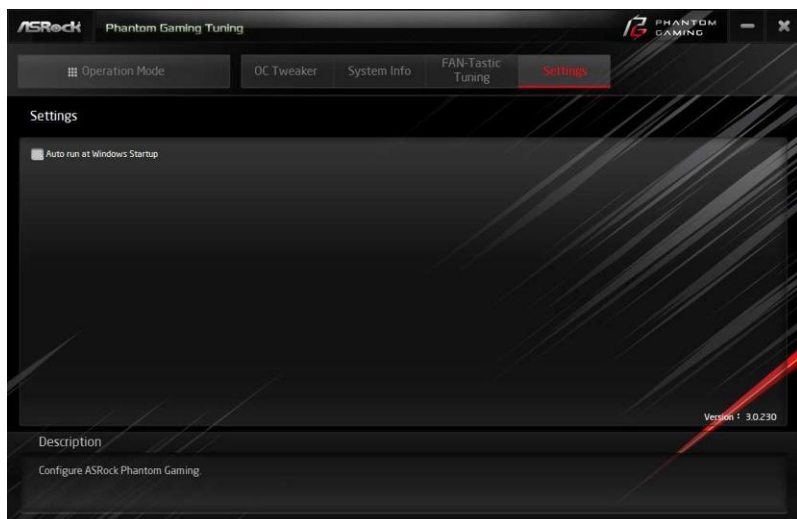 ASRock
Phantom Gaming Tuning
PHANTOM
GAMING
Operation Mode
OC Tweaker
System Info
FAN-Tastic
Tuning
Settings
Settings
Auto run at Windows Startup
Version : 3.0.230
Description
Configure ASRock Phantom Gaming.